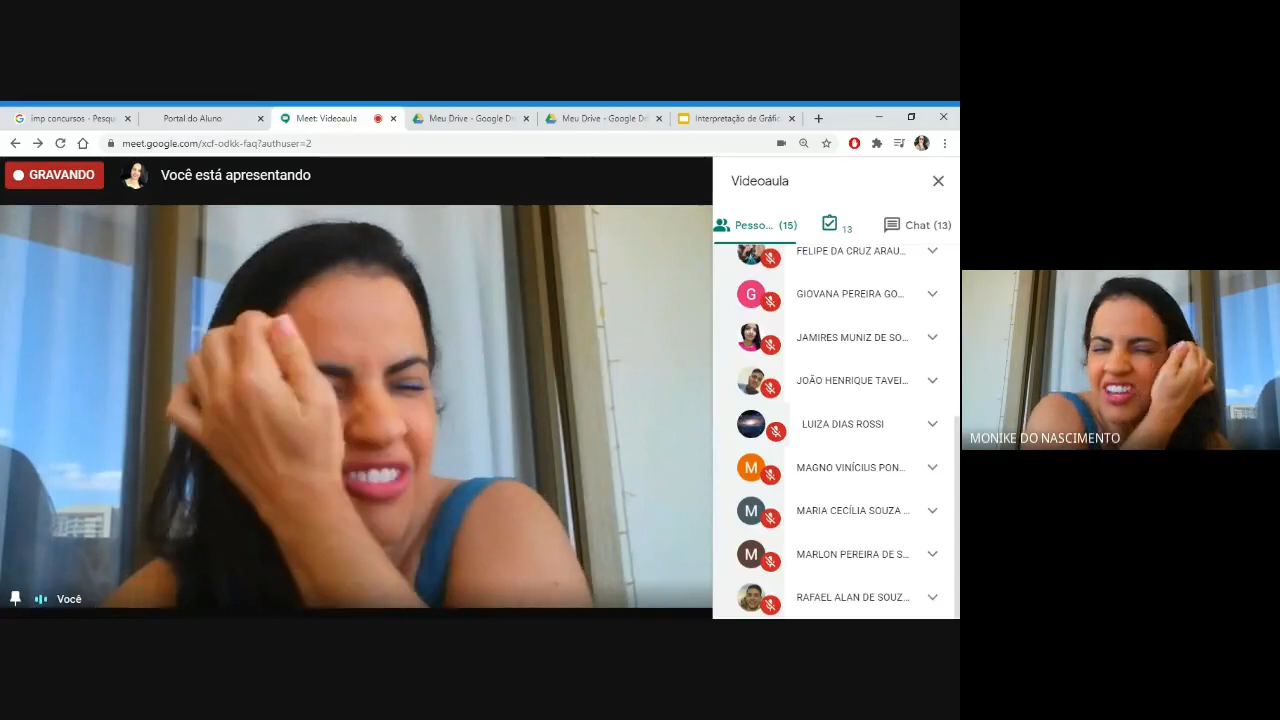 imp concursos - Pesqu
Portal do Aluno
Meet: Videoaula
Meu Drive - Google Dr
Meu Drive - Google Dr
Interpretação de Gráfic
meet.google.com/xcf-odkk-faq?authuser=2
GRAVANDO
Você está apresentando
Videoaula
Pesso... (15)
13
Chat (13)
FELIPE DA CRUZ ARAU...
G
GIOVANA PEREIRA GO...
JAMIRES MUNIZ DE SO...
JOÃO HENRIQUE TAVEI...
LUIZA DIAS ROSSI
M
MAGNO VINÍCIUS PON...
M
MARIA CECÍLIA SOUZA ...
M
MARLON PEREIRA DE S...
RAFAEL ALAN DE SOUZ...
Você
MONIKE DO NASCIMENTO